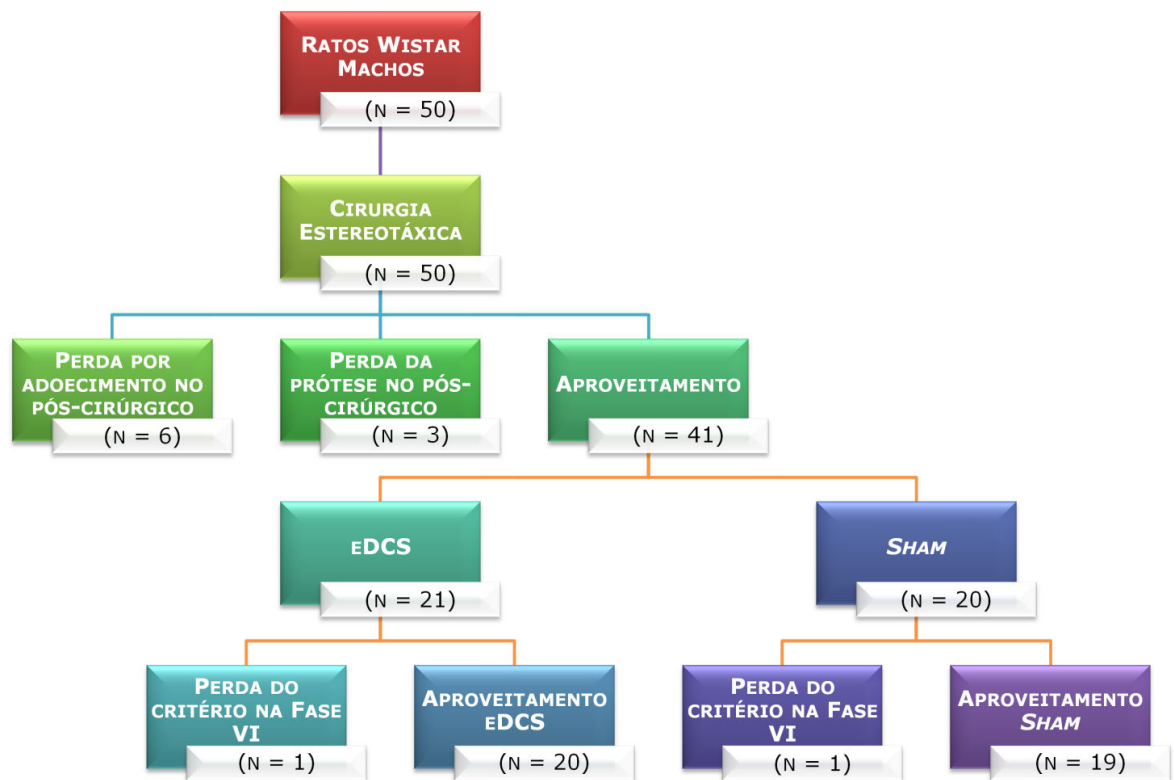 RATOS WISTAR
MACHOS
(N = 50)
CIRURGIA
ESTEREOTÁXICA
(N = 50)
PERDA POR
ADOECIMENTO NO
PÓS-CIRÚRGICO
(N = 6)
PERDA DA
PRÓTESE NO PÓS-
CIRÚRGICO
(N = 3)
APROVEITAMENTO
(N = 41)
EDCS
(N = 21)
SHAM
(N = 20)
PERDA DO
CRITÉRIO NA FASE
VI
(N = 1)
APROVEITAMENTO
EDCS
(N = 20)
PERDA DO
CRITÉRIO NA FASE
VI
(N = 1)
APROVEITAMENTO
SHAM
(N = 19)